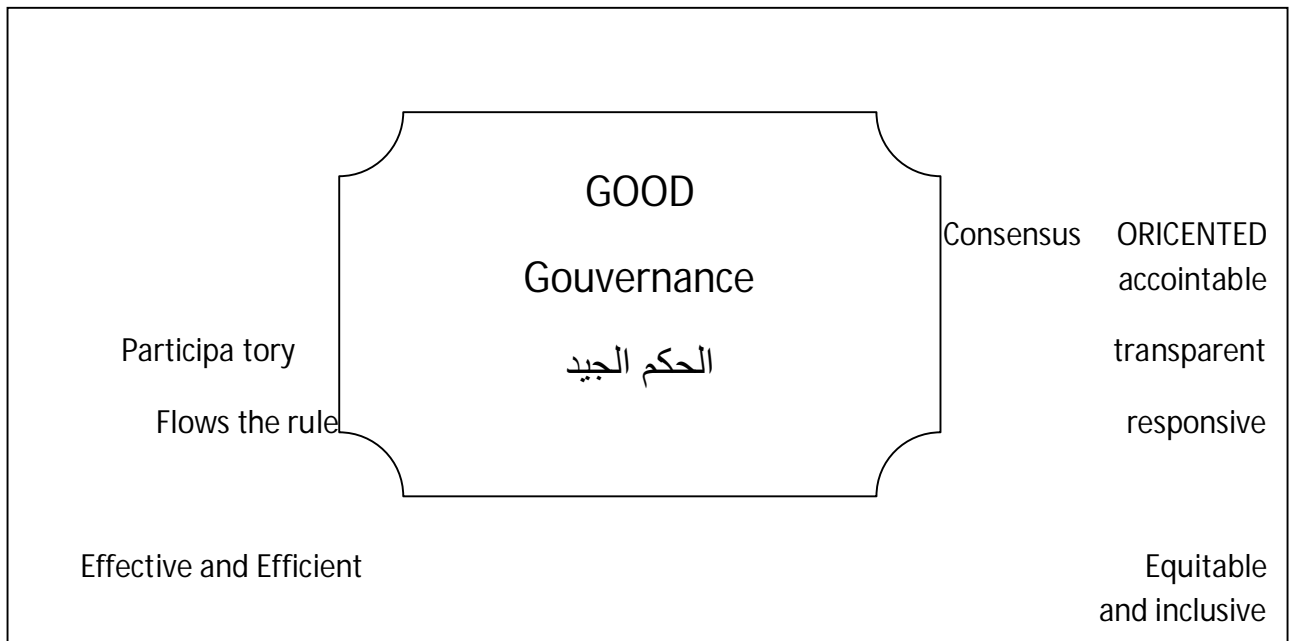 GOOD
Gouvernance
الحكم الجيد
Consensus ORICENTED
accointable
Participa tory
transparent
Flows the rule
responsive
Effective and Efficient
Equitable
and inclusive